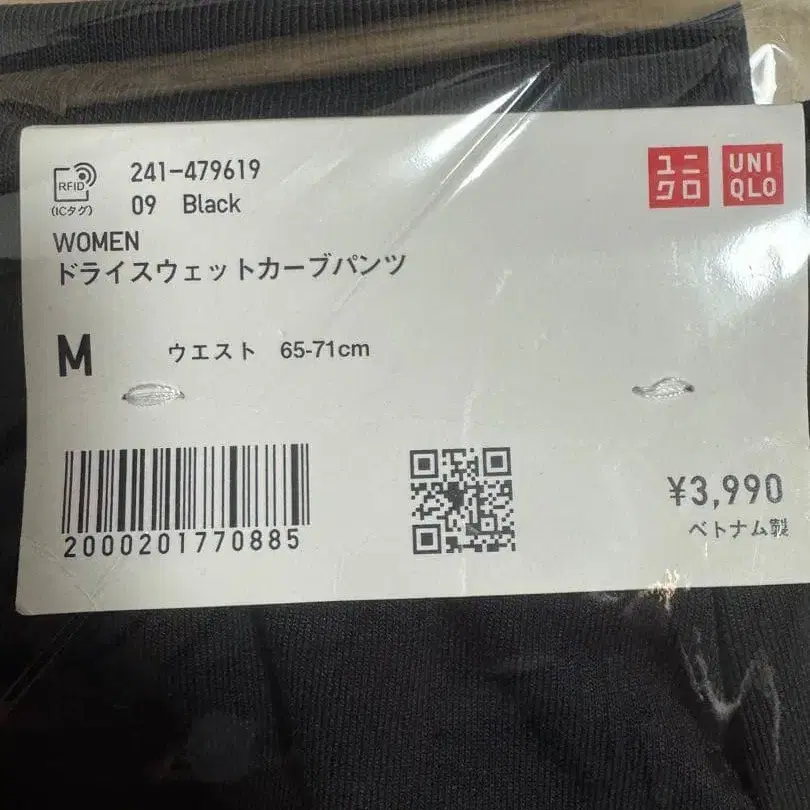 RFID
(ICタグ)
241-479619
09 Black
ユニ
クロ
UNI
QLO
WOMEN
ドライスウェットカーブパンツ
M
ウエスト 65-71cm
2000201770885
¥3,990
ベトナム製